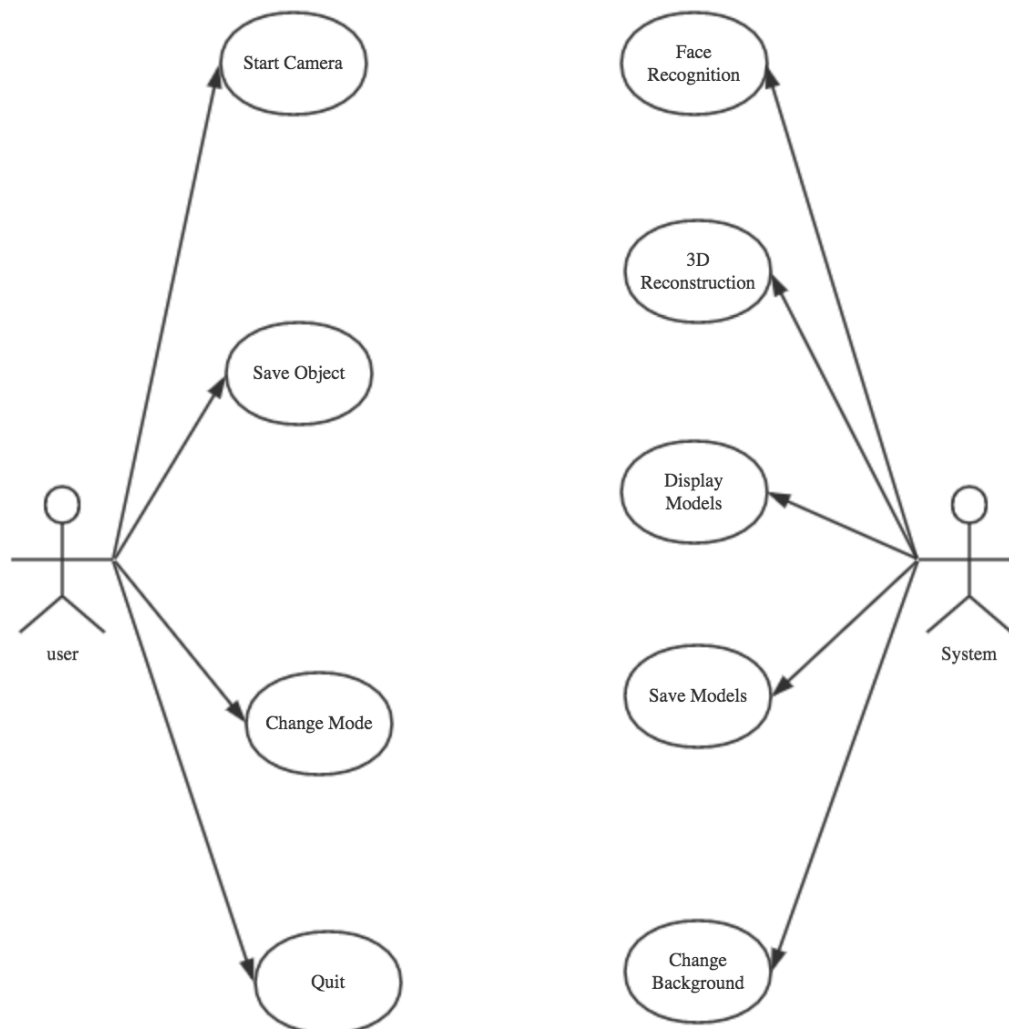 Start Camera
Save Object
user
Change Mode
Quit
Face
Recognition
3D
Reconstruction
Display
Models
System
Save Models
Change
Background